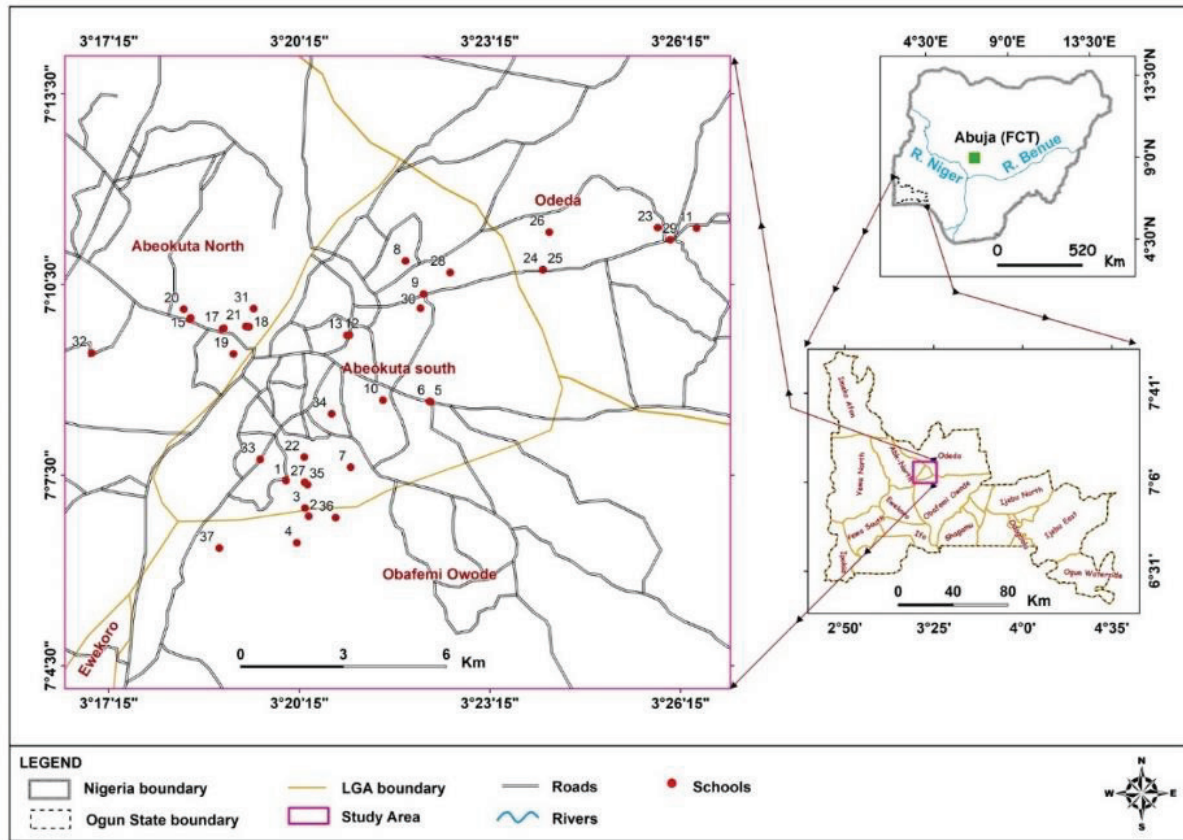 3°17'15" 3°20'15" 3°23'15" 3°26'15"
7°13'30"
7°10'30"
7°7'30"
7°4'30"
Abeokuta North
Odeda
Abeokuta south
Obafemi Owode
Ewekoro
26
23
11
29
8
28
24 25
9
30
20
15
17
21
31
18
19
32
13 12
10
6 5
34
33
22
7
1
27
35
3
2
36
4
37
0 3 6 Km
3°17'15" 3°20'15" 3°23'15" 3°26'15"
4°30'E 9°0'E 13°30'E
13°30'N
9°0'N
4°30'N
Abuja (FCT)
R. Niger
R. Benue
0 520
Km
7°41'
7°6'
6°31'
Odeda
Yewa North
Obafemi Owode
Ijebu North
Ijebu East
Yewa South
Ewekoro
Ifo
Shagamu
Ogun Waterside
0 40 80
Km
2°50' 3°25' 4°0' 4°35'
LEGEND
Nigeria boundary LGA boundary Roads Schools
Ogun State boundary Study Area Rivers
N
W E
S